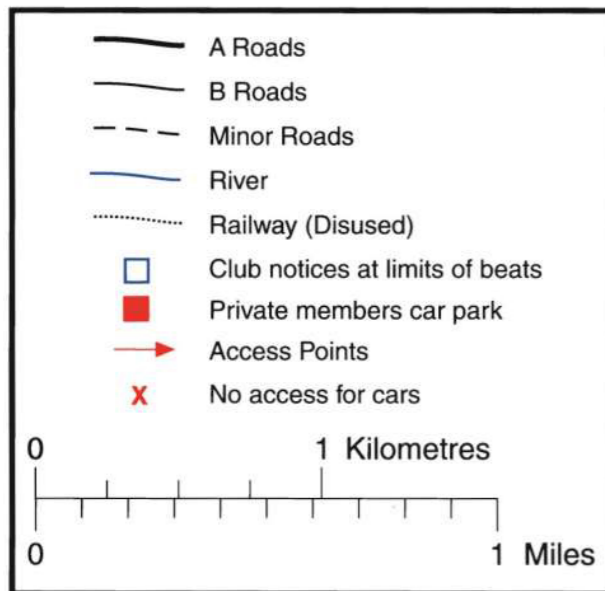 A Roads
B Roads
Minor Roads
River
Railway (Disused)
Club notices at limits of beats
Private members car park
Access Points
X No access for cars
0 1 Kilometres
0 1 Miles